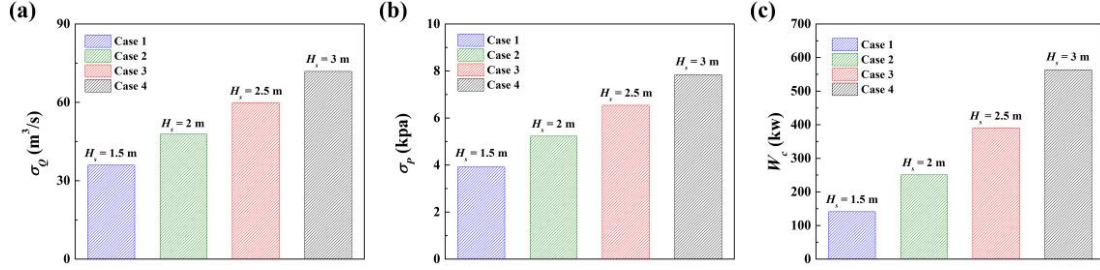 (a)
σ_Q (m³/s)
90
60
30
0
Case 1
Case 2
Case 3
Case 4
H_s = 1.5 m
H_s = 2 m
H_s = 2.5 m
H_s = 3 m
(b)
σ_P (kpa)
10
8
6
4
2
0
Case 1
Case 2
Case 3
Case 4
H_s = 1.5 m
H_s = 2 m
H_s = 2.5 m
H_s = 3 m
(c)
W_c (kw)
700
600
500
400
300
200
100
0
Case 1
Case 2
Case 3
Case 4
H_s = 1.5 m
H_s = 2 m
H_s = 2.5 m
H_s = 3 m